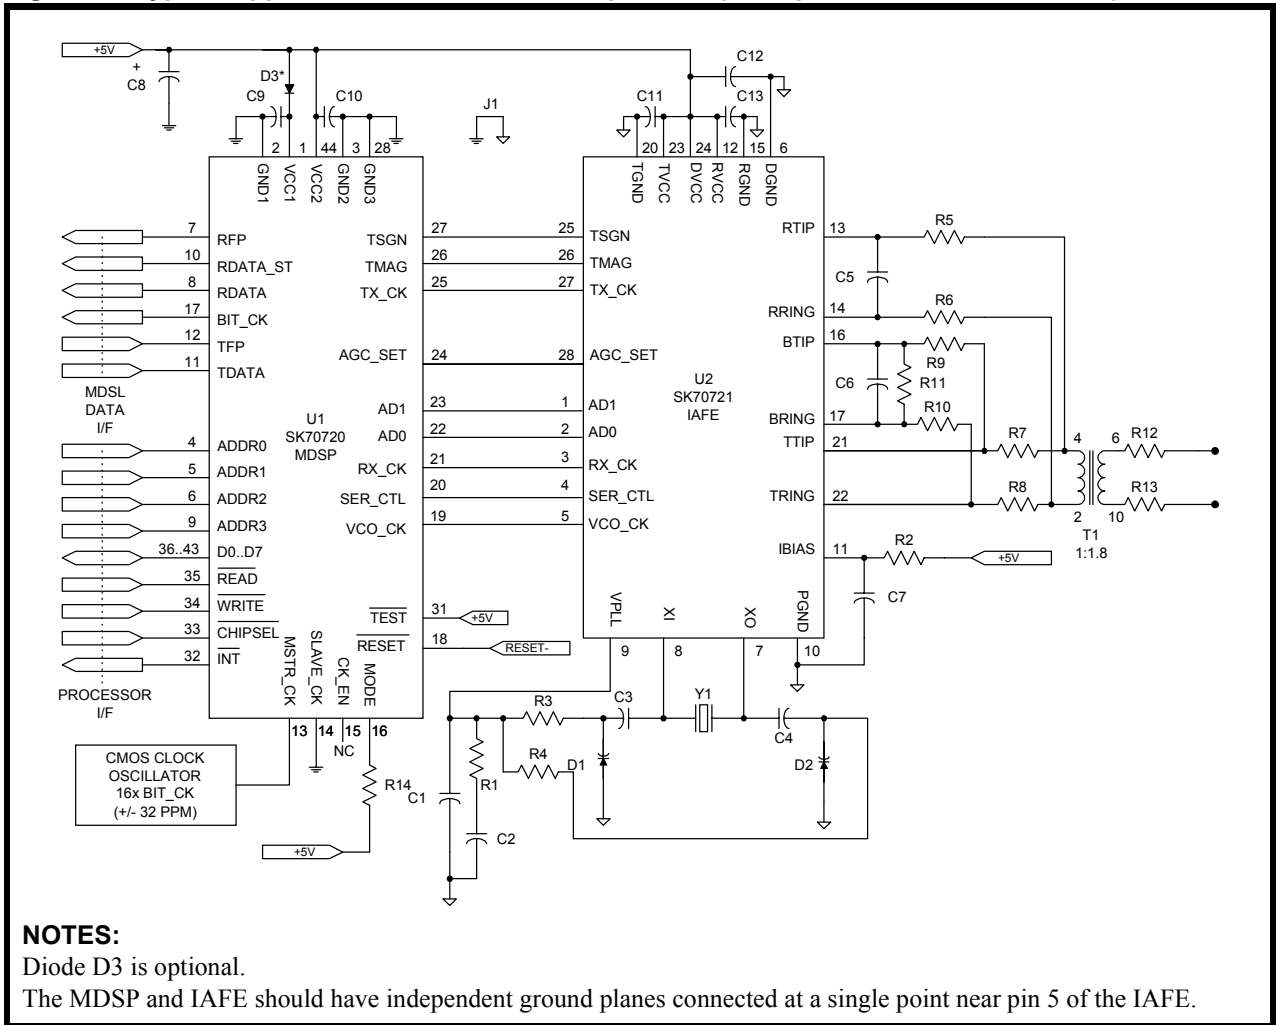 +5V
+
C8
D3*
C9
C10
J1
C11
C12
C13
2 1 44 3 28
GND1
VCC1
VCC2
GND2
GND3
20 23 24 12 15 6
TGND
TVCC
DVCC
RVCC
RGND
DGND
7 RFP
10 RDATA_ST
8 RDATA
17 BIT_CK
12 TFP
11 TDATA
MDSL
DATA
I/F
4 ADDR0
5 ADDR1
6 ADDR2
9 ADDR3
36..43 D0..D7
35 READ
34 WRITE
33 CHIPSEL
32 INT
PROCESSOR
I/F
U1
SK70720
MDSP
TSGN 27
TMAG 26
TX_CK 25
AGC_SET 24
AD1 23
AD0 22
RX_CK 21
SER_CTL 20
VCO_CK 19
TEST 31 +5V
RESET 18 RESET-
MSTR_CK
SLAVE_CK
CK_EN
MODE
13 14 15 16
NC
CMOS CLOCK
OSCILLATOR
16x BIT_CK
(+/- 32 PPM)
R14
+5V
25 TSGN
26 TMAG
27 TX_CK
28 AGC_SET
1 AD1
2 AD0
3 RX_CK
4 SER_CTL
5 VCO_CK
U2
SK70721
IAFE
RTIP 13
RRING 14
BTIP 16
BRING 17
TTIP 21
TRING 22
IBIAS 11
VPLL
XI
XO
PGND
9 8 7 10
R5
C5
R6
R9
C6
R11
R10
R7
R8
4 6
2 10
T1
1:1.8
R12
R13
R2
+5V
C7
R3
C3
Y1
C4
R4
D1
D2
R1
C1
C2
NOTES:
Diode D3 is optional.
The MDSP and IAFE should have independent ground planes connected at a single point near pin 5 of the IAFE.